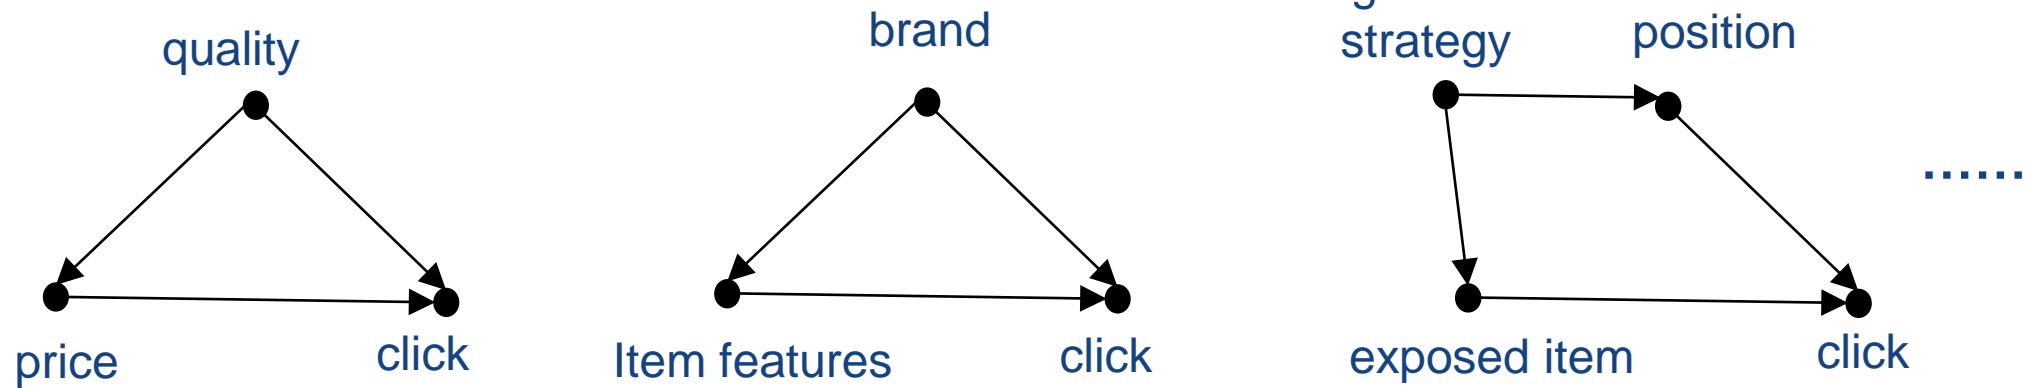 quality
price
click
brand
Item features
click
strategy
position
exposed item
click
......